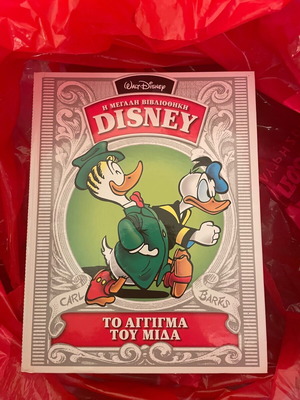 WALT DISNEY
Η ΜΕΓΑΛΗ ΒΙΒΛΙΟΘΗΚΗ
DISNEY
CARL BARKS
ΤΟ ΑΓΓΙΓΜΑ
ΤΟΥ ΜΙΔΑ